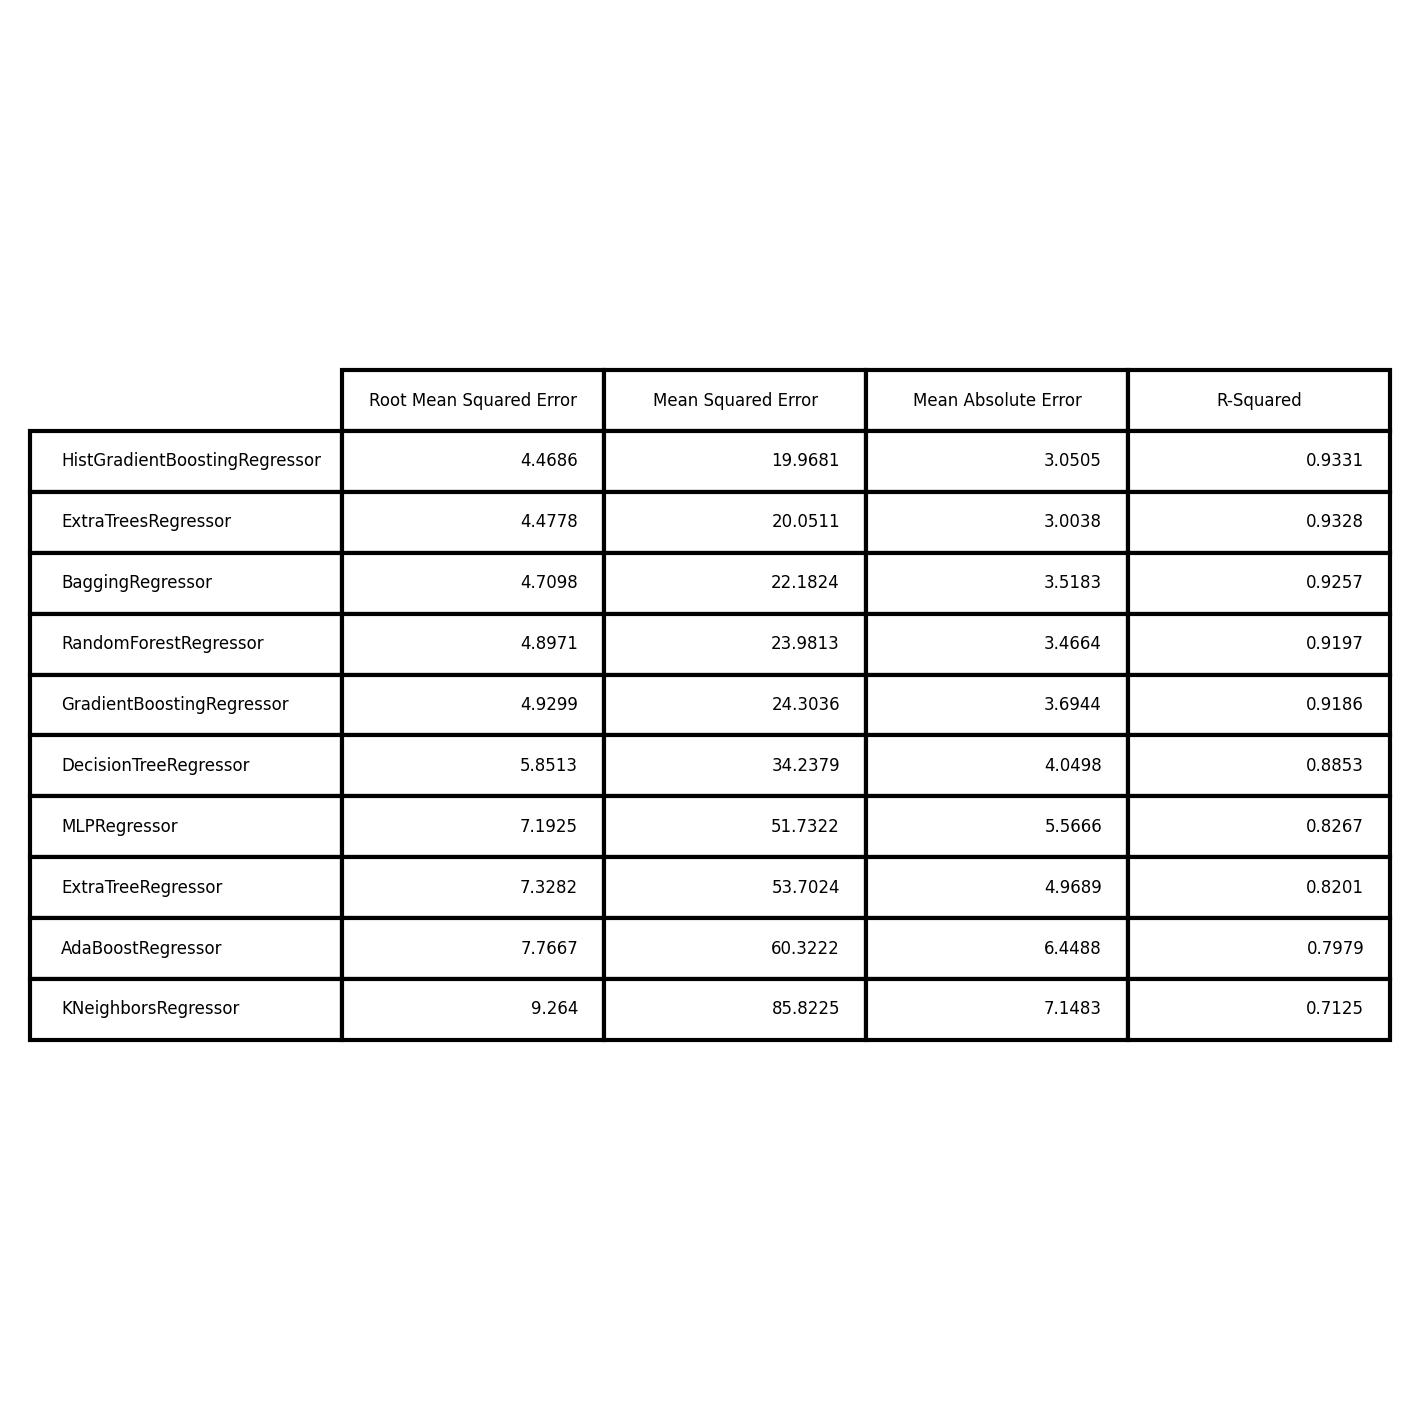 Root Mean Squared Error Mean Squared Error Mean Absolute Error R-Squared
HistGradientBoostingRegressor 4.4686 19.9681 3.0505 0.9331
ExtraTreesRegressor 4.4778 20.0511 3.0038 0.9328
BaggingRegressor 4.7098 22.1824 3.5183 0.9257
RandomForestRegressor 4.8971 23.9813 3.4664 0.9197
GradientBoostingRegressor 4.9299 24.3036 3.6944 0.9186
DecisionTreeRegressor 5.8513 34.2379 4.0498 0.8853
MLPRegressor 7.1925 51.7322 5.5666 0.8267
ExtraTreeRegressor 7.3282 53.7024 4.9689 0.8201
AdaBoostRegressor 7.7667 60.3222 6.4488 0.7979
KNeighborsRegressor 9.264 85.8225 7.1483 0.7125